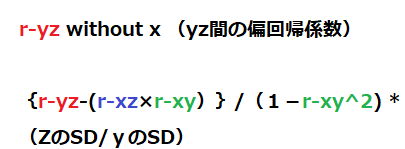 r-yz without x （yz間の偏回帰係数）
｛r-yz-(r-xz×r-xy）｝/（１－r-xy^2) *
（ZのSD/ｙのSD）